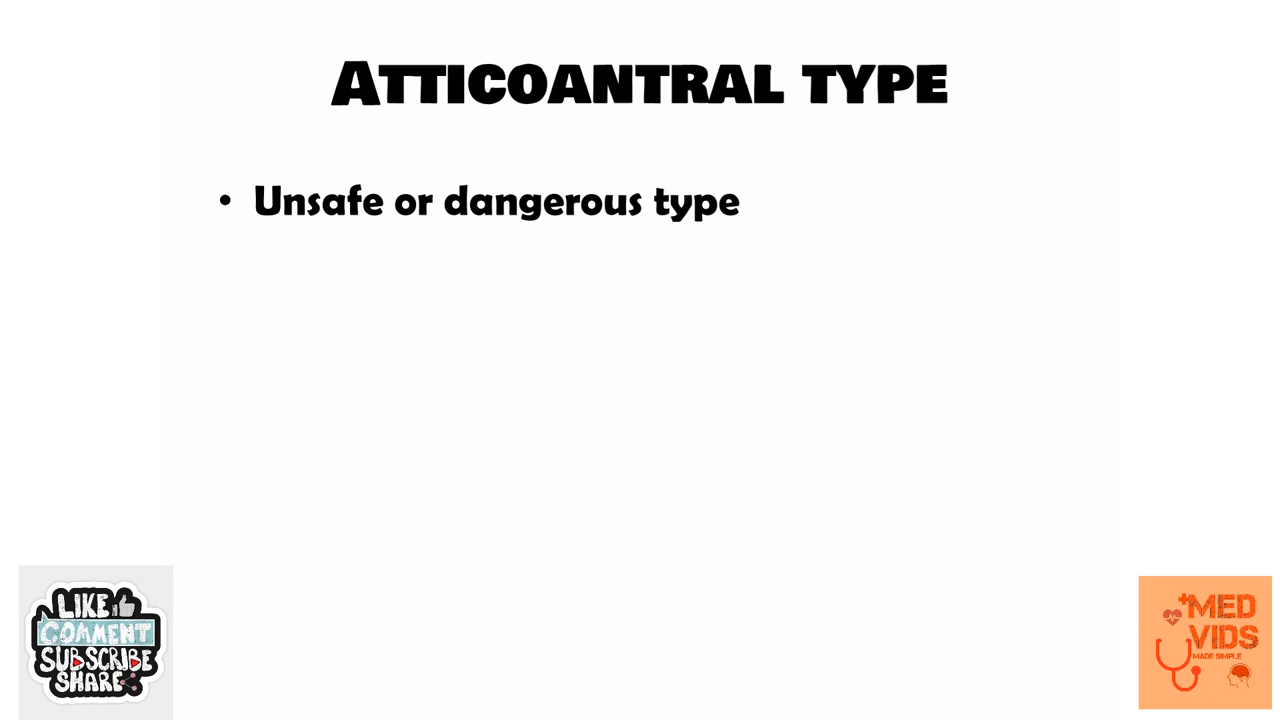 ATTICOANTRAL TYPE
• Unsafe or dangerous type
LIKE
COMMENT
SUBSCRIBE
SHARE
MED
VIDS
MADE SIMPLE